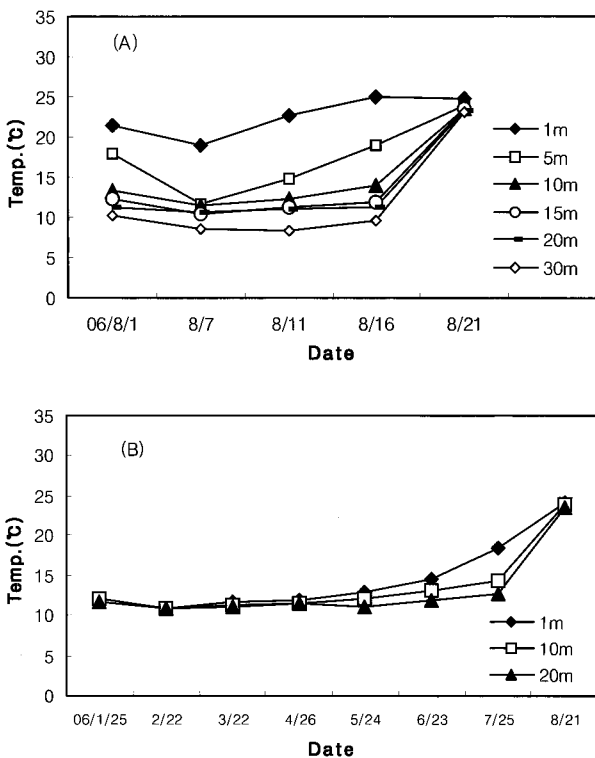 35
30
25
20
15
10
5
0
Temp.(℃)
(A)
1m
5m
10m
15m
20m
30m
06/8/1 8/7 8/11 8/16 8/21
Date
35
30
25
20
15
10
5
0
Temp.(℃)
(B)
1m
10m
20m
06/1/25 2/22 3/22 4/26 5/24 6/23 7/25 8/21
Date